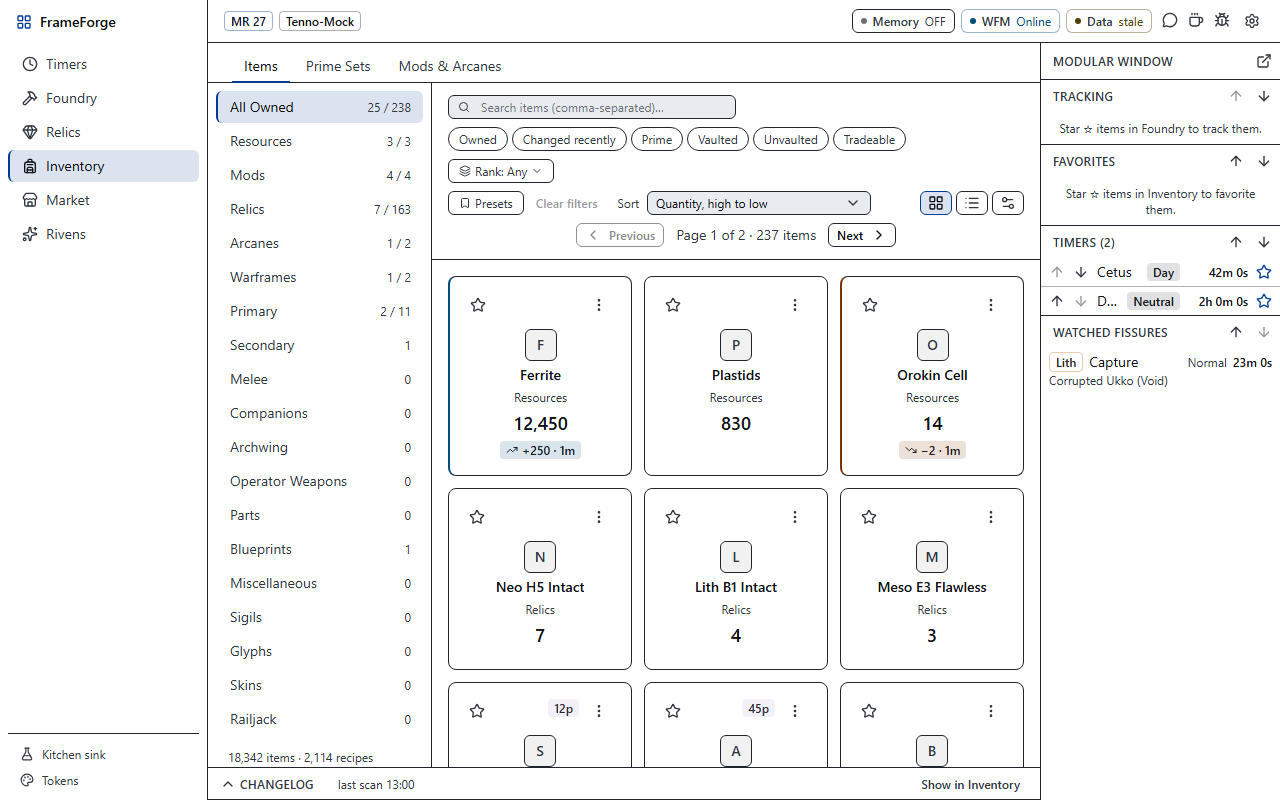 FrameForge
Timers
Foundry
Relics
Inventory
Market
Rivens
Kitchen sink
Tokens
MR 27
Tenno-Mock
Memory OFF
WFM Online
Data stale
Items
Prime Sets
Mods & Arcanes
All Owned 25 / 238
Resources 3 / 3
Mods 4 / 4
Relics 7 / 163
Arcanes 1 / 2
Warframes 1 / 2
Primary 2 / 11
Secondary 1
Melee 0
Companions 0
Archwing 0
Operator Weapons 0
Parts 0
Blueprints 1
Miscellaneous 0
Sigils 0
Glyphs 0
Skins 0
Railjack 0
18,342 items · 2,114 recipes
Search items (comma-separated)...
Owned
Changed recently
Prime
Vaulted
Unvaulted
Tradeable
Rank: Any
Presets
Clear filters
Sort
Quantity, high to low
Previous
Page 1 of 2 · 237 items
Next
F
Ferrite
Resources
12,450
+250 · 1m
P
Plastids
Resources
830
O
Orokin Cell
Resources
14
−2 · 1m
N
Neo H5 Intact
Relics
7
L
Lith B1 Intact
Relics
4
M
Meso E3 Flawless
Relics
3
12p
S
45p
A
B
CHANGELOG
last scan 13:00
Show in Inventory
MODULAR WINDOW
TRACKING
Star ☆ items in Foundry to track them.
FAVORITES
Star ☆ items in Inventory to favorite
them.
TIMERS (2)
Cetus Day 42m 0s
D... Neutral 2h 0m 0s
WATCHED FISSURES
Lith Capture Normal 23m 0s
Corrupted Ukko (Void)